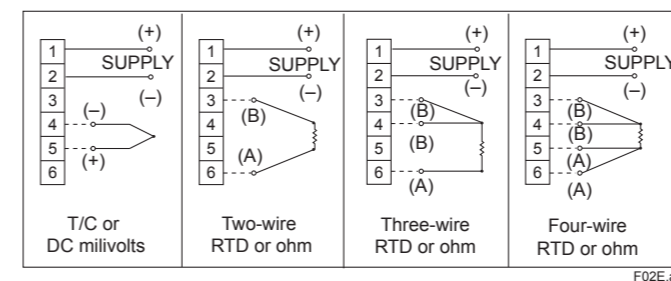 (+)
1
SUPPLY
2
(–)
3
(–)
4
5
(+)
6
T/C or
DC milivolts
(+)
1
SUPPLY
2
(–)
3
(B)
4
5
(A)
6
Two-wire
RTD or ohm
(+)
1
SUPPLY
2
(–)
3
(B)
4
(B)
5
6
(A)
Three-wire
RTD or ohm
(+)
1
SUPPLY
2
(–)
3
(B)
4
(B)
5
(A)
6
(A)
Four-wire
RTD or ohm
F02E.a